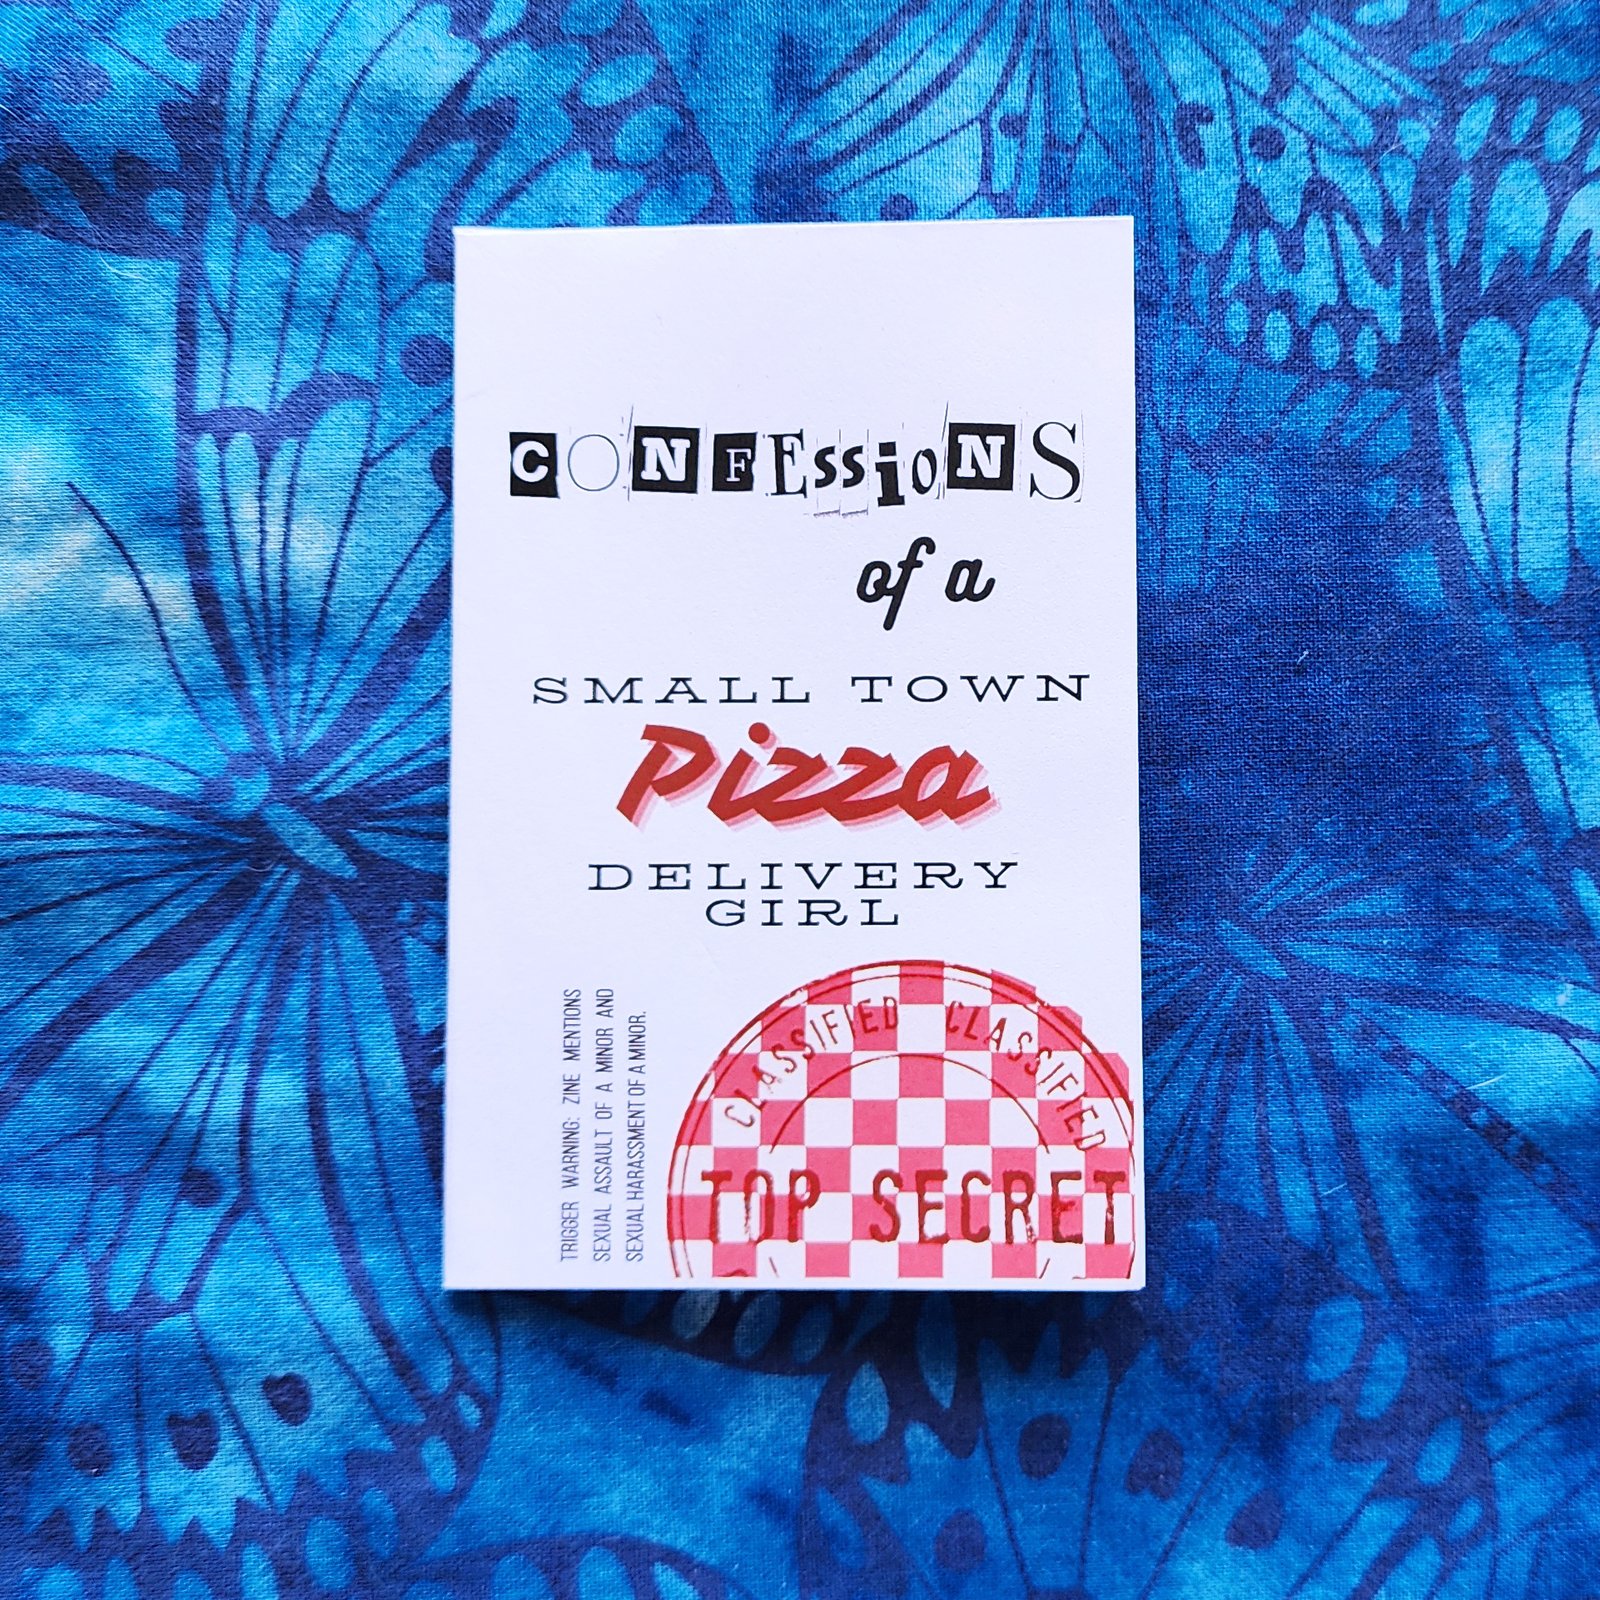 CONFESSiONS
of a
SMALL TOWN
Pizza
DELIVERY
GIRL
TRIGGER WARNING: ZINE MENTIONS
SEXUAL ASSAULT OF A MINOR AND
SEXUAL HARASSMENT OF A MINOR.
CLASSIFIED CLASSIFIED
TOP SECRET